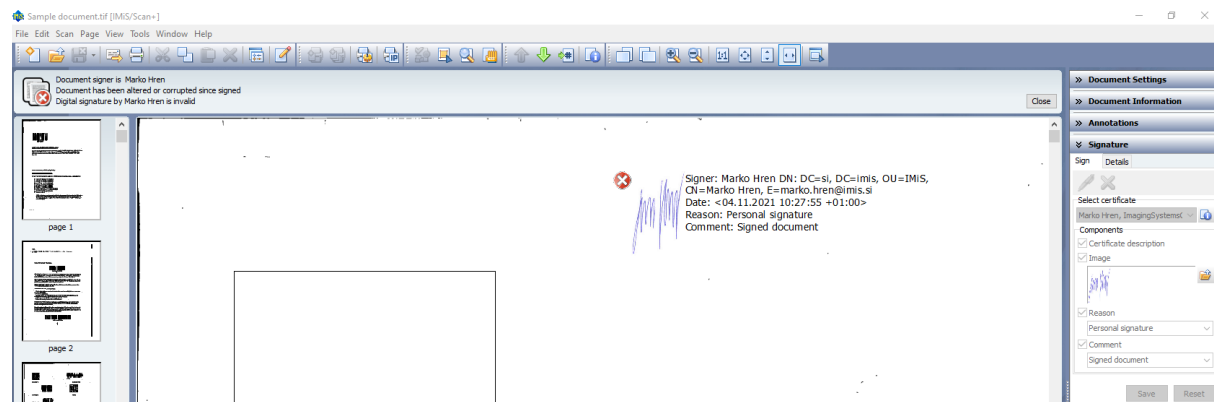 Sample document.tif [IMiS/Scan+]
File Edit Scan Page View Tools Window Help
Document signer is Marko Hren
Document has been altered or corrupted since signed
Digital signature by Marko Hren is invalid
Close
page 1
page 2
Signer: Marko Hren DN: DC=si, DC=imis, OU=IMiS,
CN=Marko Hren, E=marko.hren@imis.si
Date: <04.11.2021 10:27:55 +01:00>
Reason: Personal signature
Comment: Signed document
Document Settings
Document Information
Annotations
Signature
Sign Details
Select certificate
Marko Hren, ImagingSystems(
Components
Certificate description
Image
Reason
Personal signature
Comment
Signed document
Save Reset